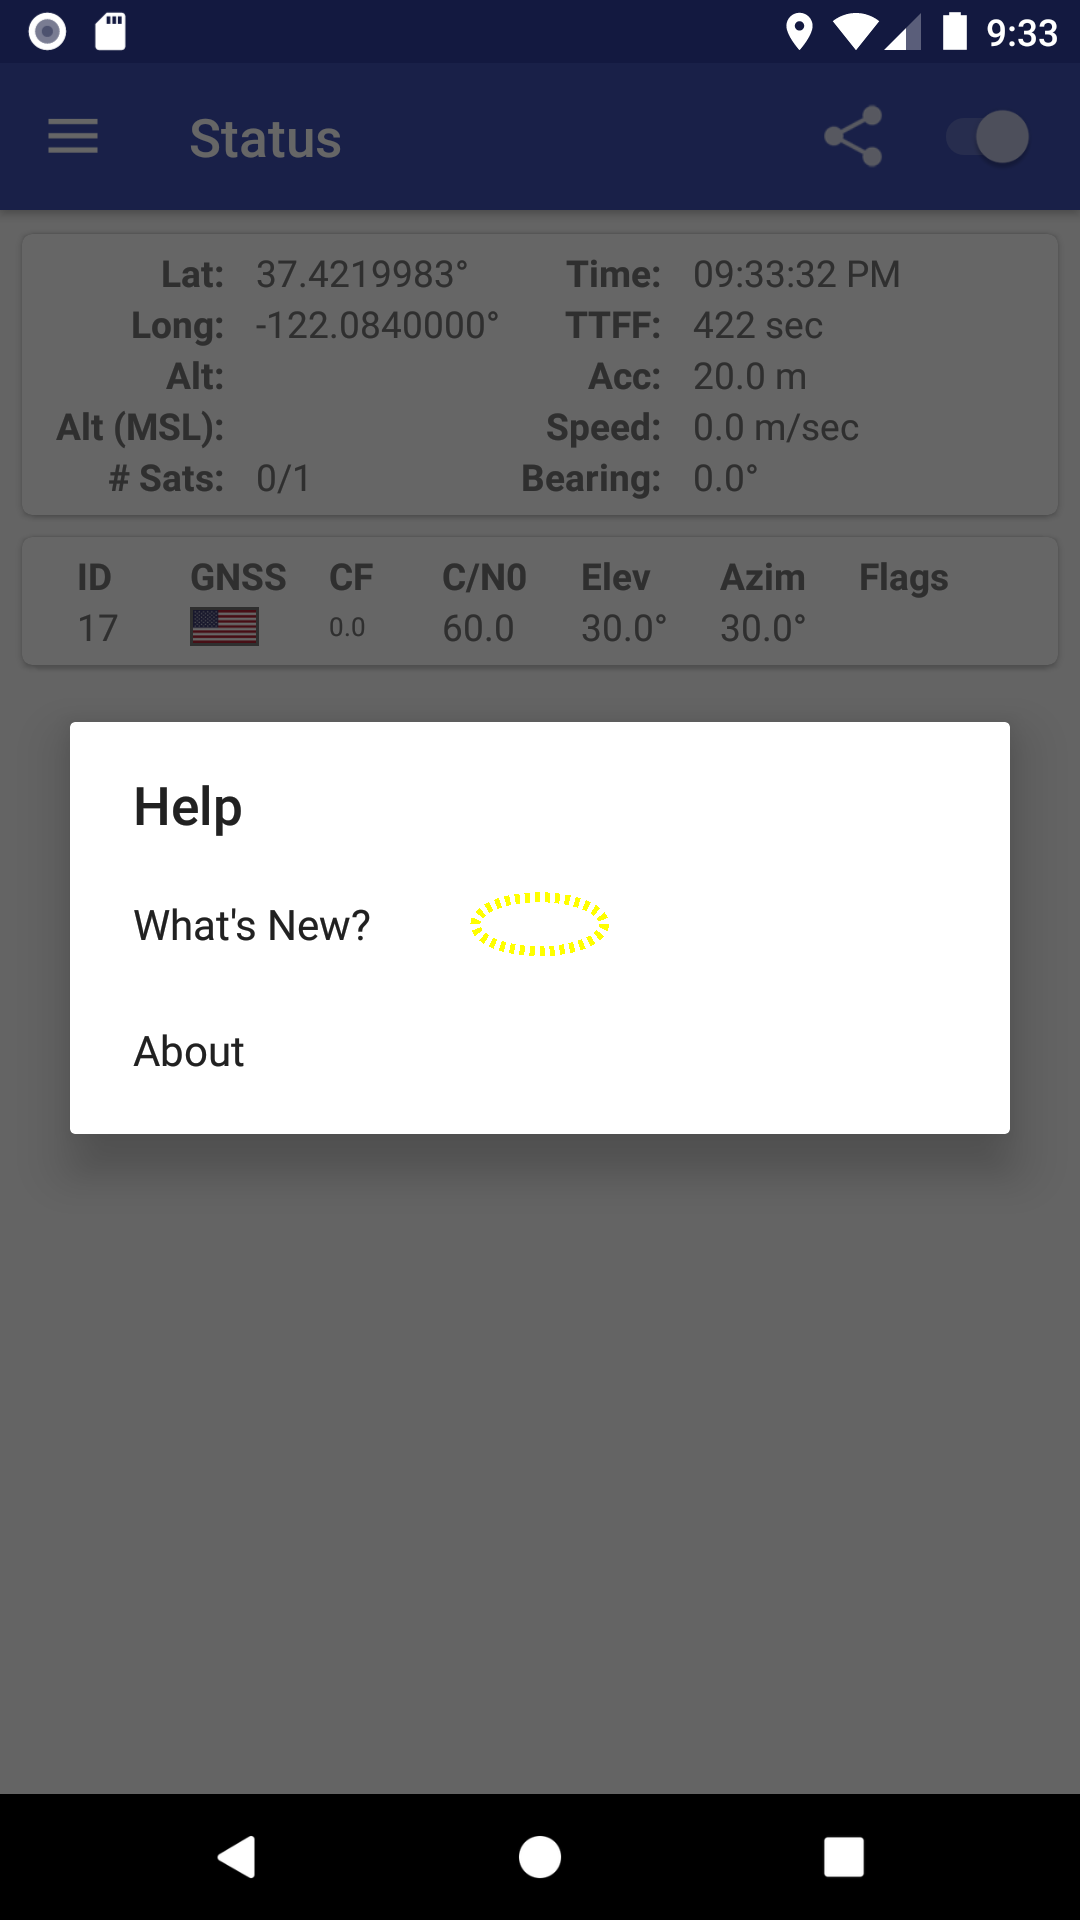 9:33
Status
Lat: 37.4219983° Time: 09:33:32 PM
Long: -122.0840000° TTFF: 422 sec
Alt: Acc: 20.0 m
Alt (MSL): Speed: 0.0 m/sec
# Sats: 0/1 Bearing: 0.0°
ID GNSS CF C/N0 Elev Azim Flags
17 0.0 60.0 30.0° 30.0°
Help
What's New?
About